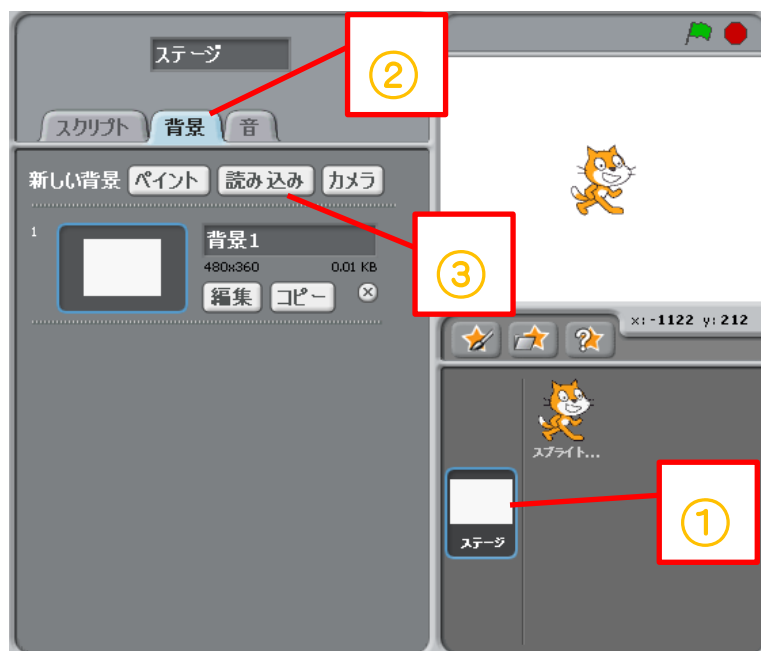 ステージ
②
スクリプト 背景 音
新しい背景 ペイント 読み込み カメラ
1
背景1
480x360 0.01 KB
編集 コピー
③
x: -1122 y: 212
スプライト...
ステージ
①